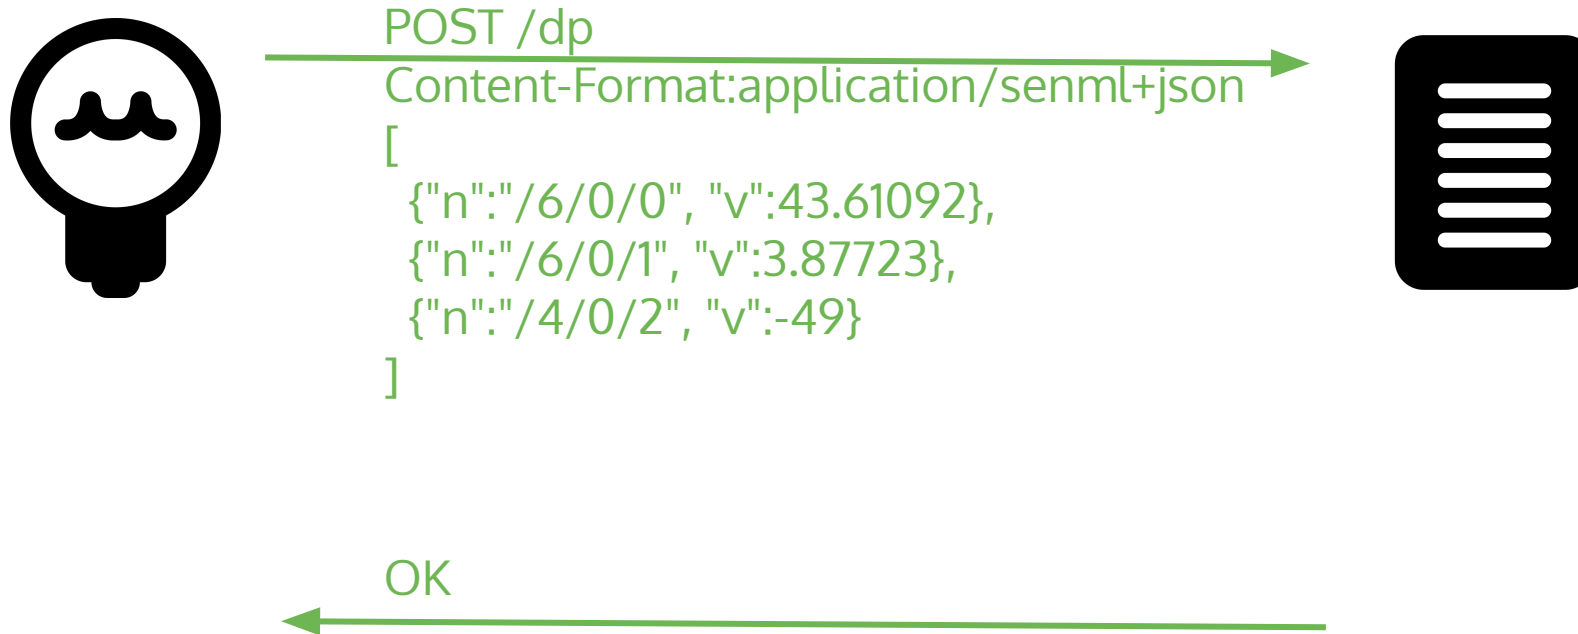 POST /dp
Content-Format:application/senml+json
[
{"n":"/6/0/0", "v":43.61092},
{"n":"/6/0/1", "v":3.87723},
{"n":"/4/0/2", "v":-49}
]
OK